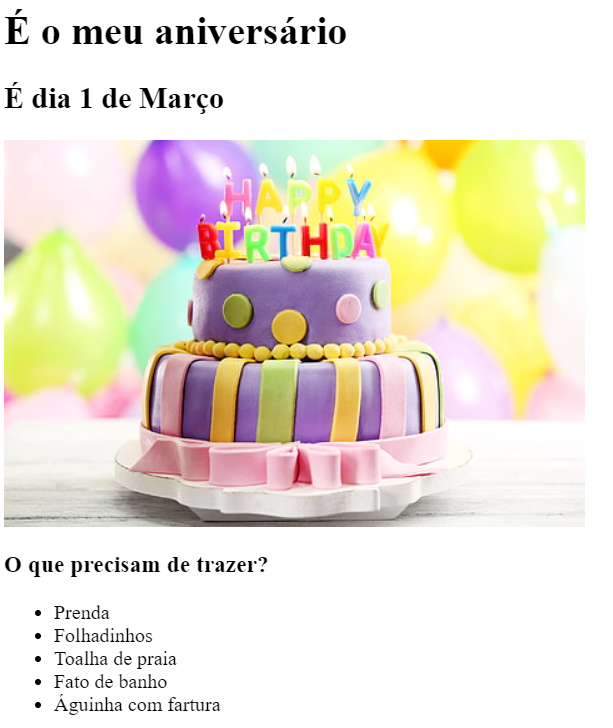 É o meu aniversário
É dia 1 de Março
HAPPY
BIRTHDAY
O que precisam de trazer?
Prenda
Folhadinhos
Toalha de praia
Fato de banho
Águinha com fartura